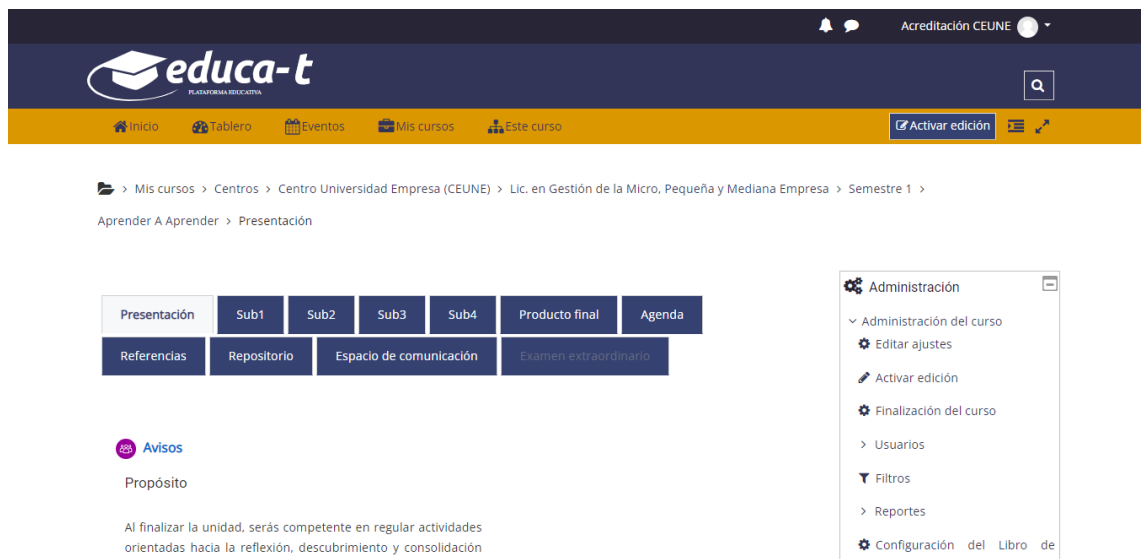 Acreditación CEUNE
educa-t
PLATAFORMA EDUCATIVA
Inicio Tablero Eventos Mis cursos Este curso Activar edición
> Mis cursos > Centros > Centro Universidad Empresa (CEUNE) > Lic. en Gestión de la Micro, Pequeña y Mediana Empresa > Semestre 1 >
Aprender A Aprender > Presentación
Presentación Sub1 Sub2 Sub3 Sub4 Producto final Agenda
Referencias Repositorio Espacio de comunicación Examen extraordinario
Avisos
Propósito
Al finalizar la unidad, serás competente en regular actividades
orientadas hacia la reflexión, descubrimiento y consolidación
Administración
Administración del curso
Editar ajustes
Activar edición
Finalización del curso
> Usuarios
Filtros
> Reportes
Configuración del Libro de